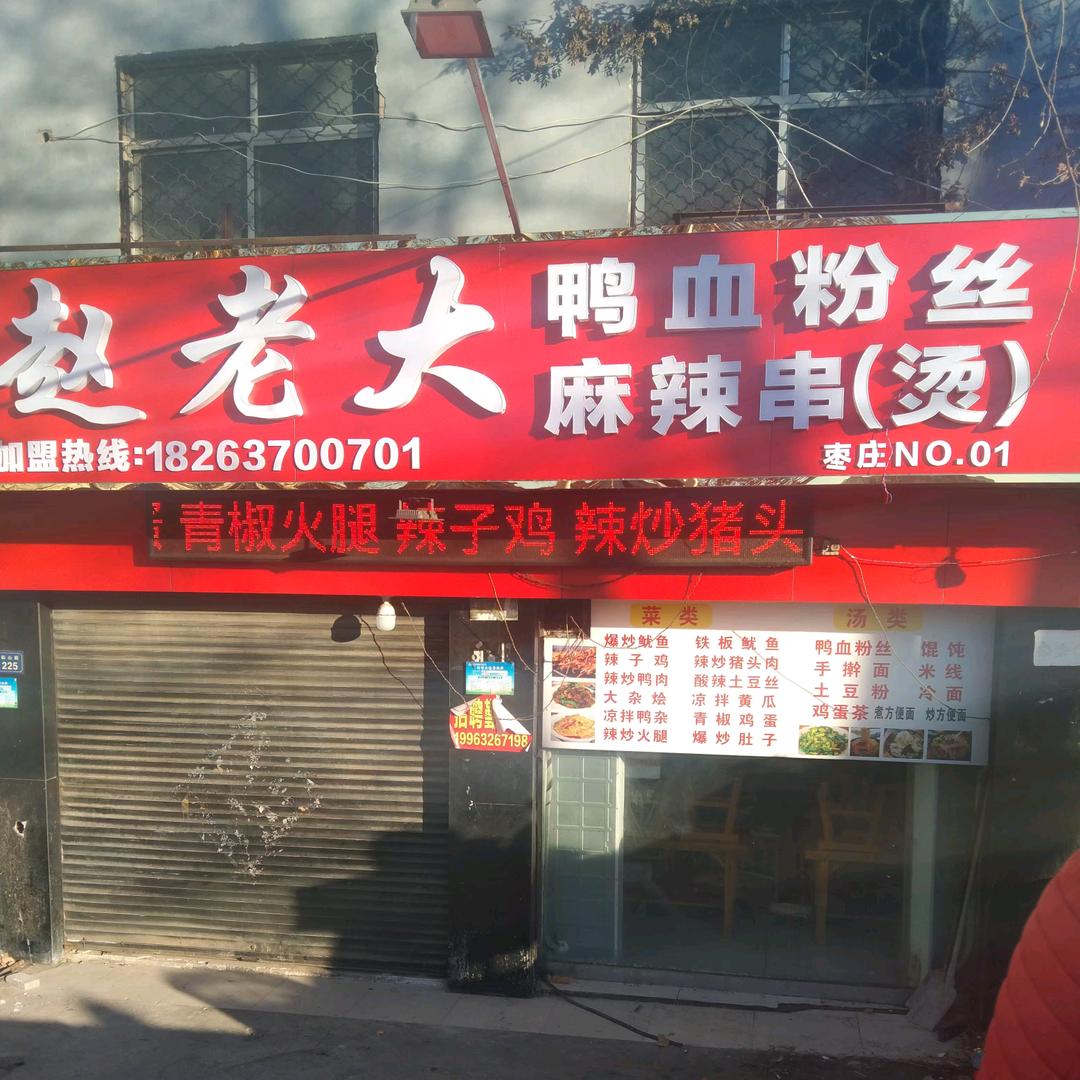 赵老大
鸭血粉丝
麻辣串(烫)
加盟热线:18263700701
枣庄NO.01
青椒火腿 辣子鸡 辣炒猪头
菜类
爆炒鱿鱼 铁板鱿鱼
辣子鸡 辣炒猪头肉
辣炒鸭肉 酸辣土豆丝
大杂烩 凉拌黄瓜
凉拌鸭杂 青椒鸡蛋
辣炒火腿 爆炒肚子
汤类
鸭血粉丝 馄饨
手擀面 米线
土豆粉 冷面
鸡蛋茶 煮方便面 炒方便面
招聘
19963267198
225